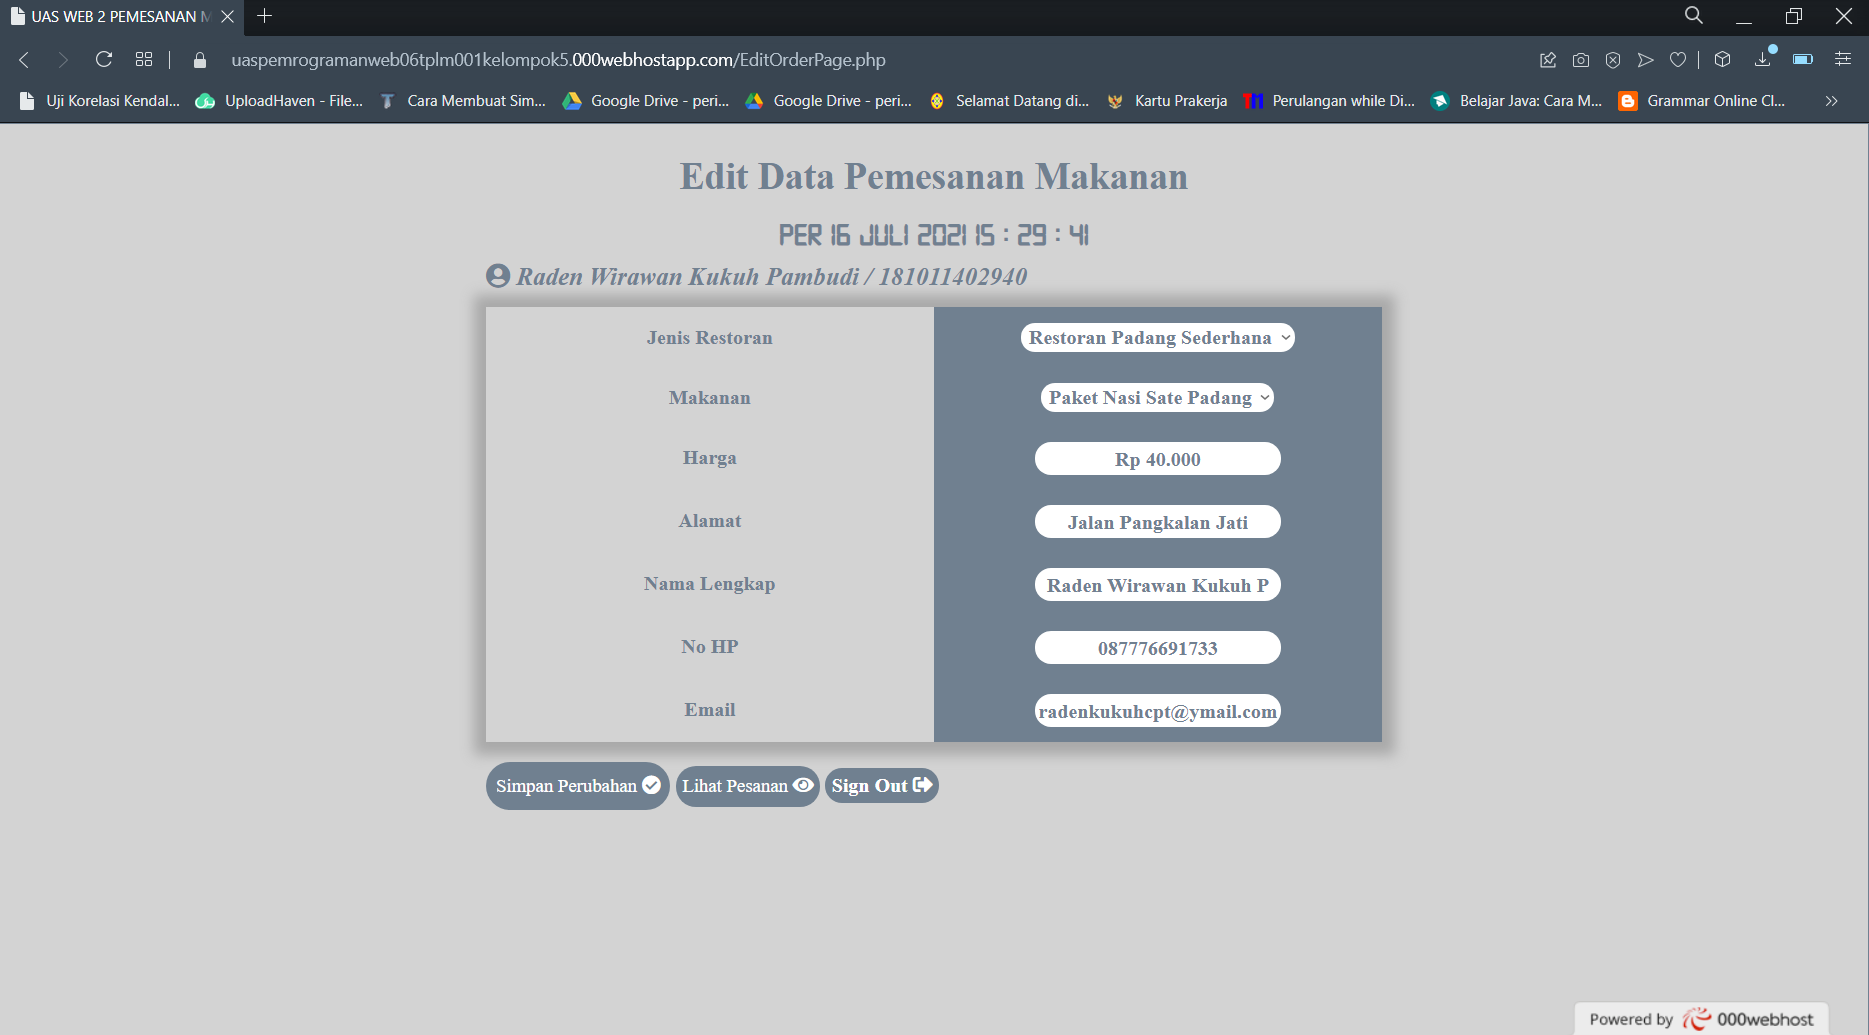 UAS WEB 2 PEMESANAN M
uaspemrogramanweb06tplm001kelompok5.000webhostapp.com/EditOrderPage.php
Uji Korelasi Kendal... UploadHaven - File... Cara Membuat Sim... Google Drive - peri... Google Drive - peri... Selamat Datang di... Kartu Prakerja Perulangan while Di... Belajar Java: Cara M... Grammar Online Cl...
Edit Data Pemesanan Makanan
PER 16 JULI 2021 15 : 29 : 41
Raden Wirawan Kukuh Pambudi / 181011402940
Jenis Restoran Restoran Padang Sederhana
Makanan Paket Nasi Sate Padang
Harga Rp 40.000
Alamat Jalan Pangkalan Jati
Nama Lengkap Raden Wirawan Kukuh P
No HP 087776691733
Email radenkukuhcpt@ymail.com
Simpan Perubahan Lihat Pesanan Sign Out
Powered by 000webhost